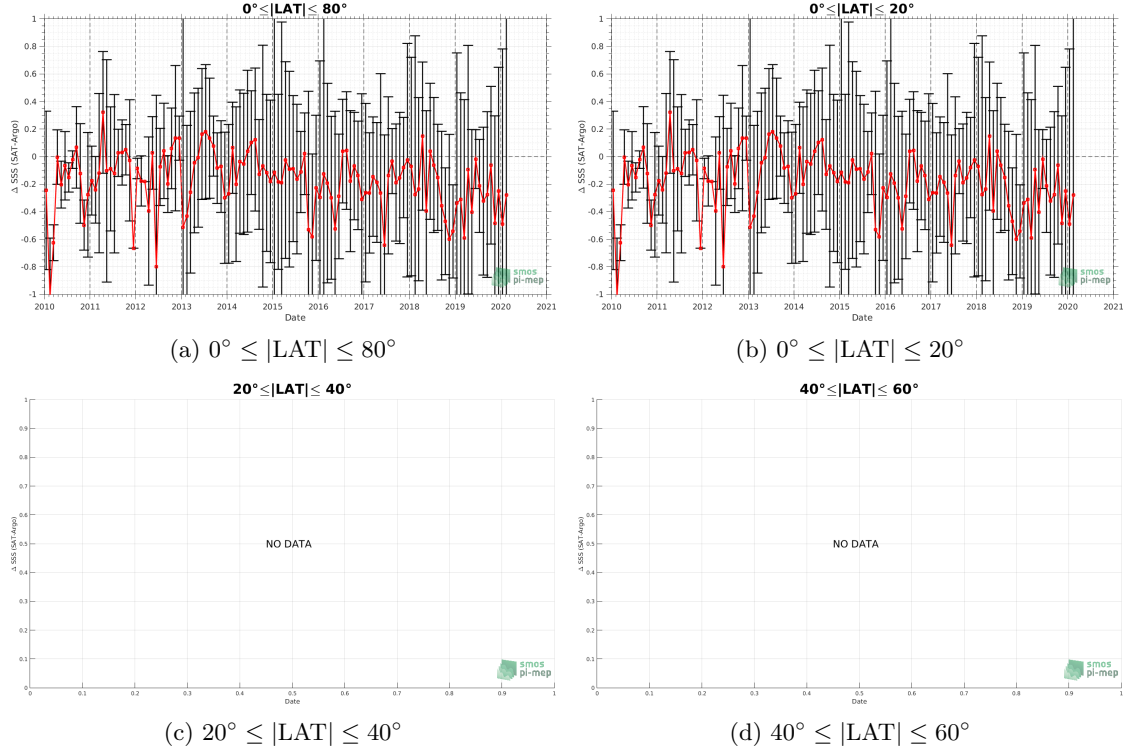 0°≤|LAT|≤ 80°
Δ SSS (SAT-Argo)
1
0.8
0.6
0.4
0.2
0
-0.2
-0.4
-0.6
-0.8
-1
2010 2011 2012 2013 2014 2015 2016 2017 2018 2019 2020 2021
Date
smos
pi-mep
(a) 0° ≤ |LAT| ≤ 80°
0°≤|LAT|≤ 20°
Δ SSS (SAT-Argo)
1
0.8
0.6
0.4
0.2
0
-0.2
-0.4
-0.6
-0.8
-1
2010 2011 2012 2013 2014 2015 2016 2017 2018 2019 2020 2021
Date
smos
pi-mep
(b) 0° ≤ |LAT| ≤ 20°
20°≤|LAT|≤ 40°
Δ SSS (SAT-Argo)
1
0.9
0.8
0.7
0.6
0.5
0.4
0.3
0.2
0.1
0
NO DATA
0 0.1 0.2 0.3 0.4 0.5 0.6 0.7 0.8 0.9 1
Date
smos
pi-mep
(c) 20° ≤ |LAT| ≤ 40°
40°≤|LAT|≤ 60°
Δ SSS (SAT-Argo)
1
0.9
0.8
0.7
0.6
0.5
0.4
0.3
0.2
0.1
0
NO DATA
0 0.1 0.2 0.3 0.4 0.5 0.6 0.7 0.8 0.9 1
Date
smos
pi-mep
(d) 40° ≤ |LAT| ≤ 60°